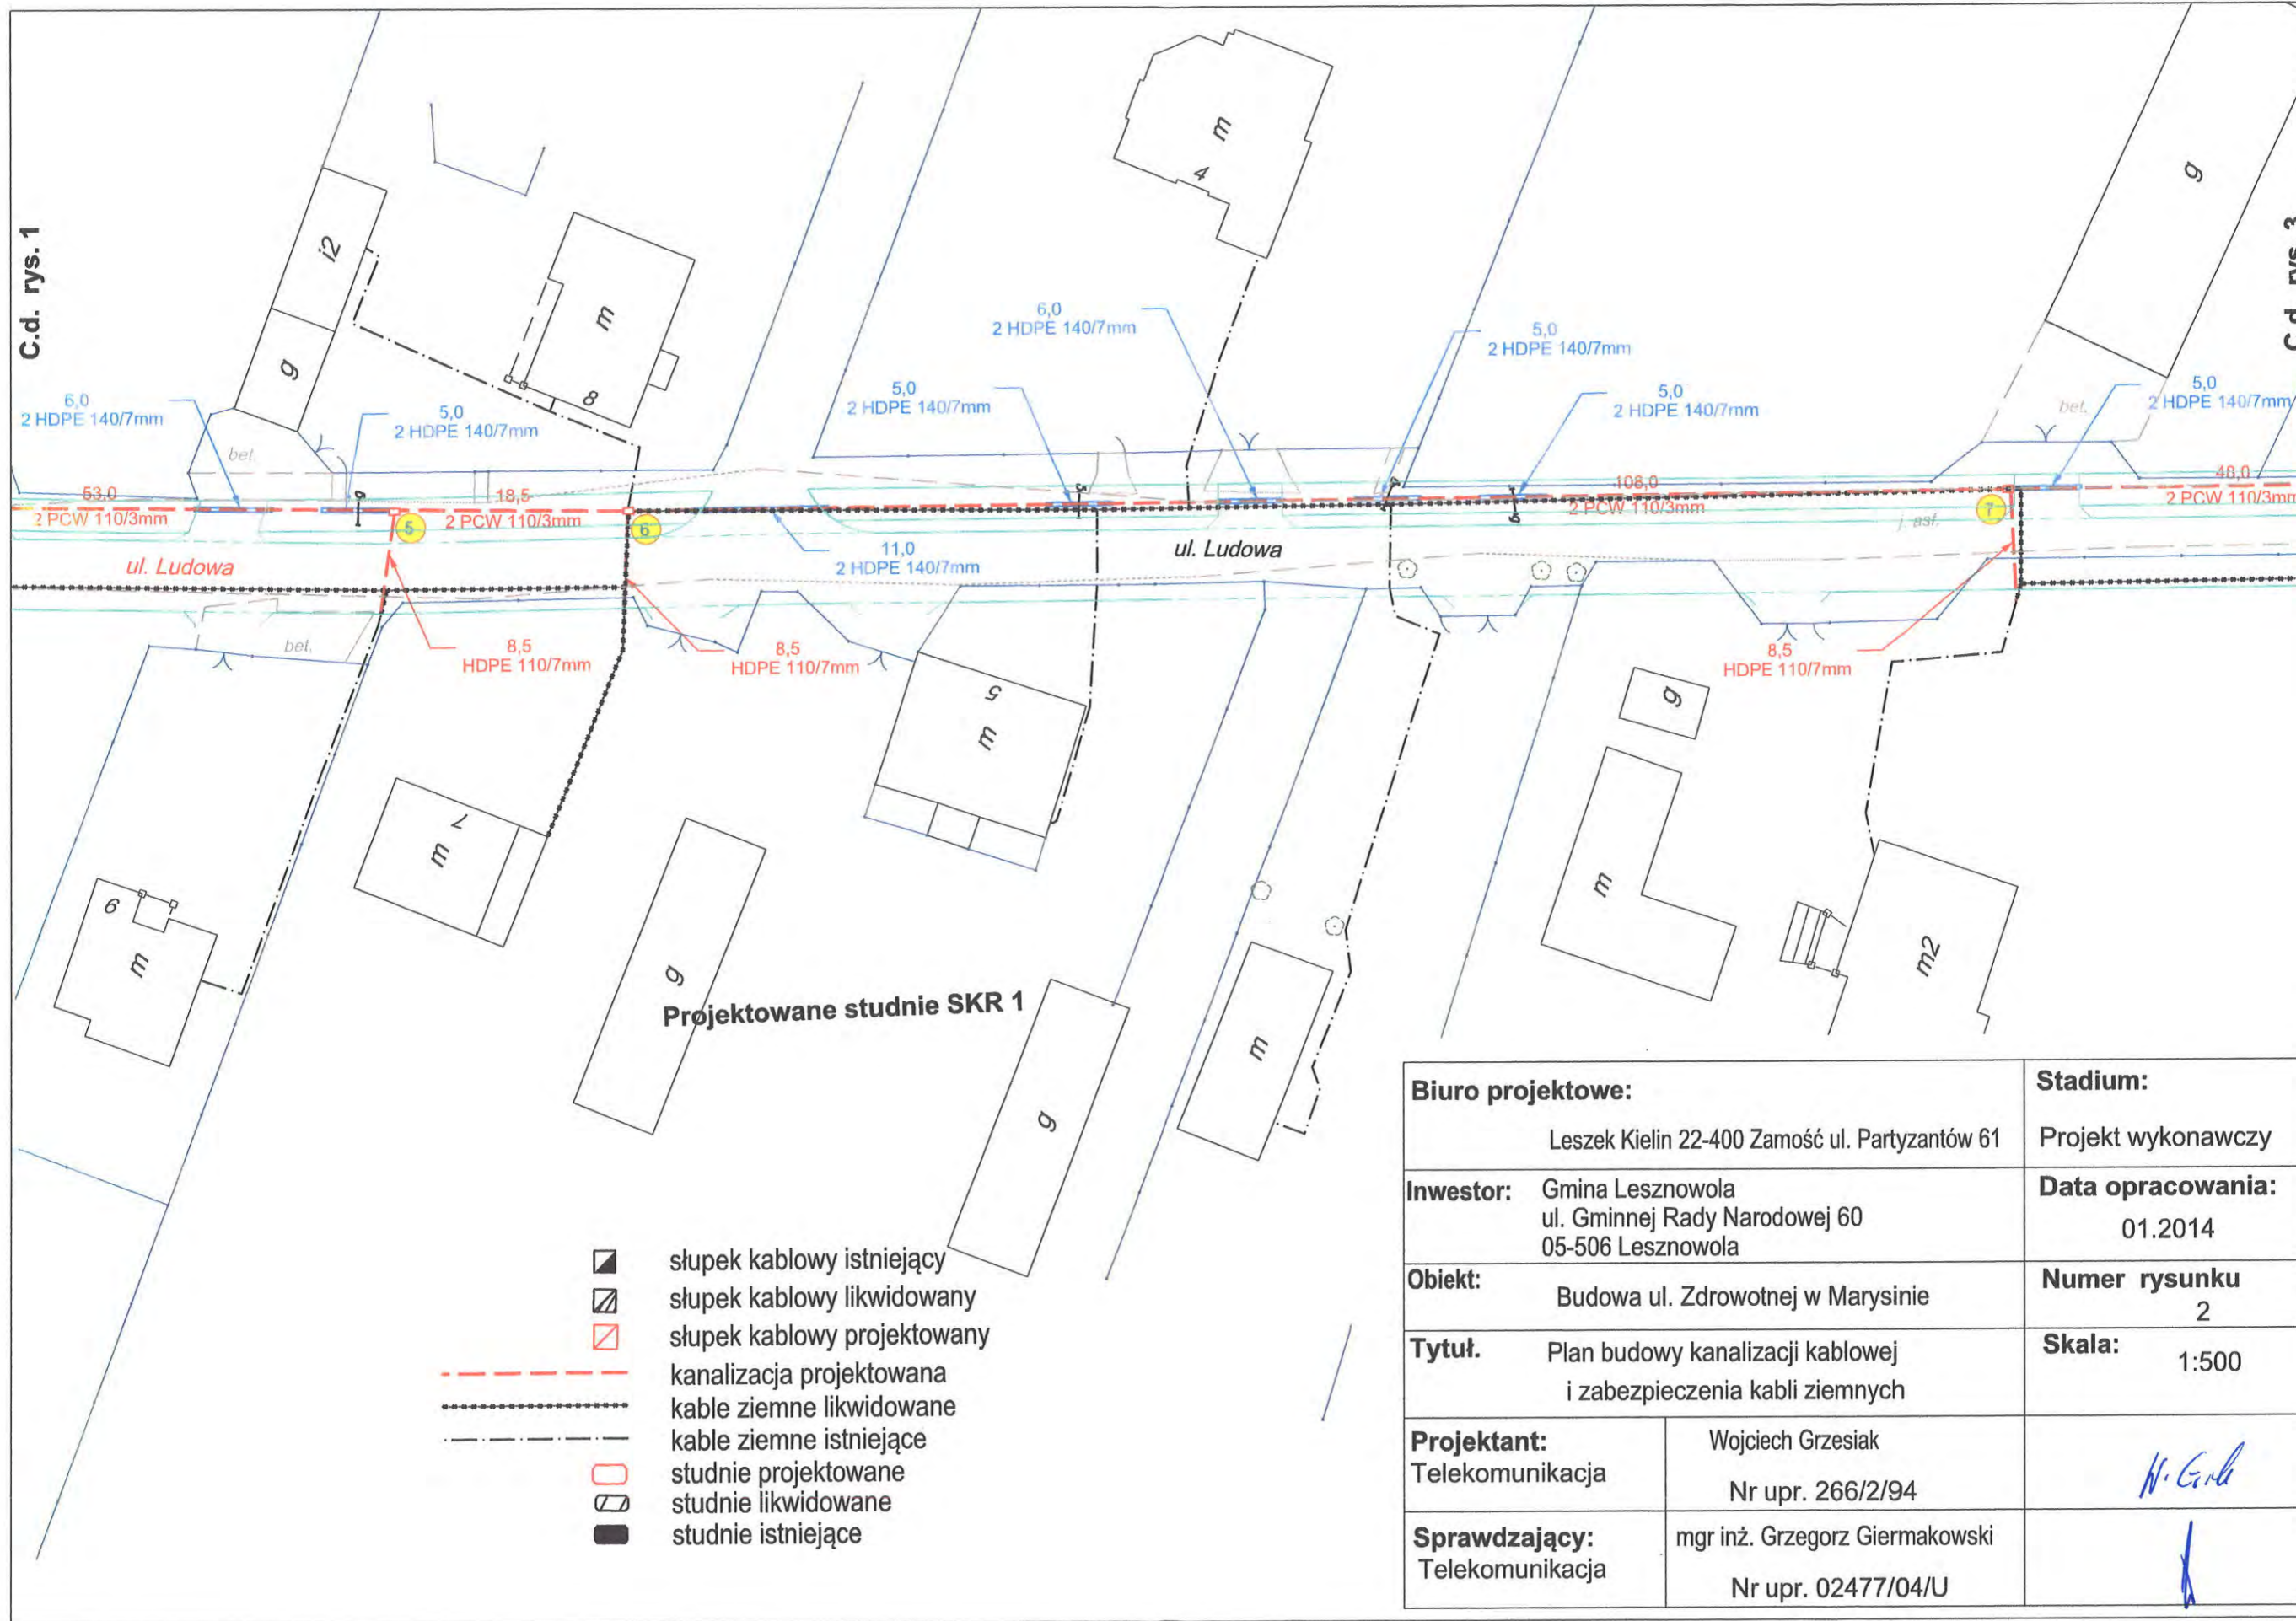 C.d. rys. 1
C.d. rys. 3
i2
g
m
8
m
4
g
6,0
2 HDPE 140/7mm
5,0
2 HDPE 140/7mm
5,0
2 HDPE 140/7mm
6,0
2 HDPE 140/7mm
5,0
2 HDPE 140/7mm
5,0
2 HDPE 140/7mm
5,0
2 HDPE 140/7mm
bet.
bet.
53,0
2 PCW 110/3mm
18,5
2 PCW 110/3mm
108,0
2 PCW 110/3mm
48,0
2 PCW 110/3mm
5
6
7
j. asf.
11,0
2 HDPE 140/7mm
ul. Ludowa
ul. Ludowa
bet.
8,5
HDPE 110/7mm
8,5
HDPE 110/7mm
8,5
HDPE 110/7mm
5
m
g
7
m
m
6
m
g
m2
g
m
Projektowane studnie SKR 1
słupek kablowy istniejący
słupek kablowy likwidowany
słupek kablowy projektowany
kanalizacja projektowana
kable ziemne likwidowane
kable ziemne istniejące
studnie projektowane
studnie likwidowane
studnie istniejące
Biuro projektowe:
Leszek Kielin 22-400 Zamość ul. Partyzantów 61
Stadium:
Projekt wykonawczy
Inwestor:
Gmina Lesznowola
ul. Gminnej Rady Narodowej 60
05-506 Lesznowola
Data opracowania:
01.2014
Obiekt:
Budowa ul. Zdrowotnej w Marysinie
Numer rysunku
2
Tytuł.
Plan budowy kanalizacji kablowej
i zabezpieczenia kabli ziemnych
Skala:
1:500
Projektant:
Telekomunikacja
Wojciech Grzesiak
Nr upr. 266/2/94
Sprawdzający:
Telekomunikacja
mgr inż. Grzegorz Giermakowski
Nr upr. 02477/04/U